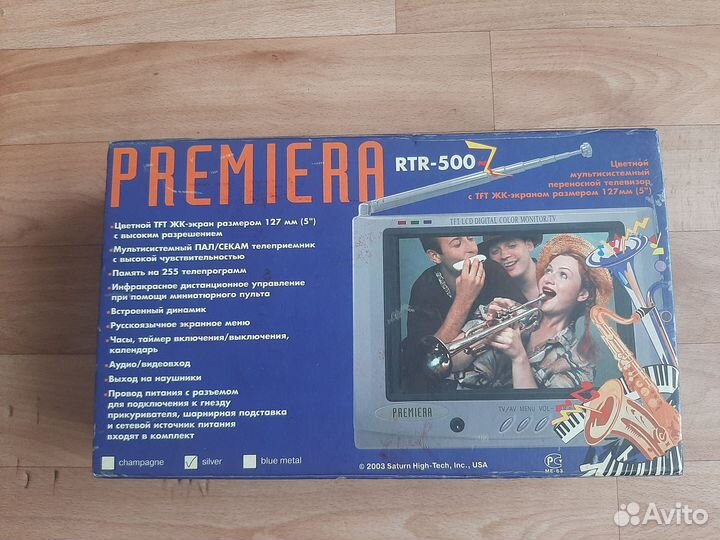 PREMIERA
RTR-500
Цветной
мультисистемный
переносной телевизор
с TFT ЖК-экраном размером 127мм (5")
•Цветной TFT ЖК-экран размером 127 мм (5")
с высоким разрешением
•Мультисистемный ПАЛ/СЕКАМ телеприемник
с высокой чувствительностью
•Память на 255 телепрограмм
•Инфракрасное дистанционное управление
при помощи миниатюрного пульта
•Встроенный динамик
•Русскоязычное экранное меню
•Часы, таймер включения/выключения,
календарь
•Аудио/видеовход
•Выход на наушники
•Провод питания с разъемом
для подключения к гнезду
прикуривателя, шарнирная подставка
и сетевой источник питания
входят в комплект
TFT-LCD DIGITAL COLOR MONITOR/TV
PREMIERA
TV/AV MENU VOL-
champagne
silver
blue metal
© 2003 Saturn High-Tech, Inc., USA
МЕ-63
Avito